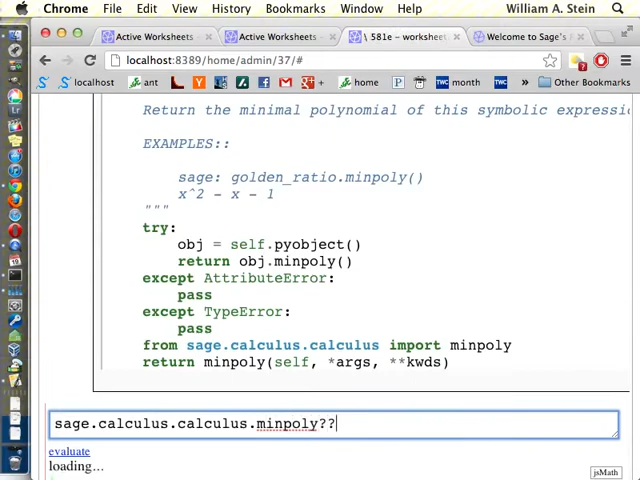 Chrome File Edit View History Bookmarks Window Help William A. Stein
Active Worksheets Active Worksheets \ 581e – workshee Welcome to Sage's
localhost:8389/home/admin/37/#
localhost ant home month now Other Bookmarks
Return the minimal polynomial of this symbolic expressio
EXAMPLES::
sage: golden_ratio.minpoly()
x^2 - x - 1
"""
try:
obj = self.pyobject()
return obj.minpoly()
except AttributeError:
pass
except TypeError:
pass
from sage.calculus.calculus import minpoly
return minpoly(self, *args, **kwds)
sage.calculus.calculus.minpoly??
evaluate
loading...
jsMath